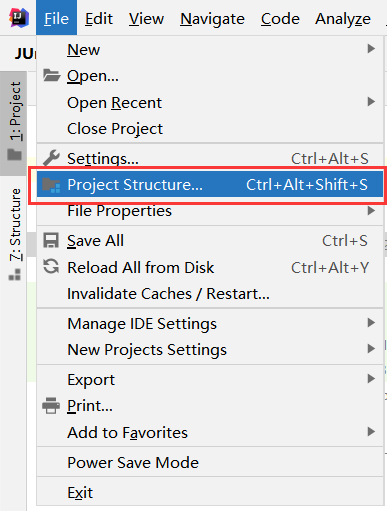 File Edit View Navigate Code Analyze
JU
1: Project
7: Structure
New
Open...
Open Recent
Close Project
Settings... Ctrl+Alt+S
Project Structure... Ctrl+Alt+Shift+S
File Properties
Save All Ctrl+S
Reload All from Disk Ctrl+Alt+Y
Invalidate Caches / Restart...
Manage IDE Settings
New Projects Settings
Export
Print...
Add to Favorites
Power Save Mode
Exit